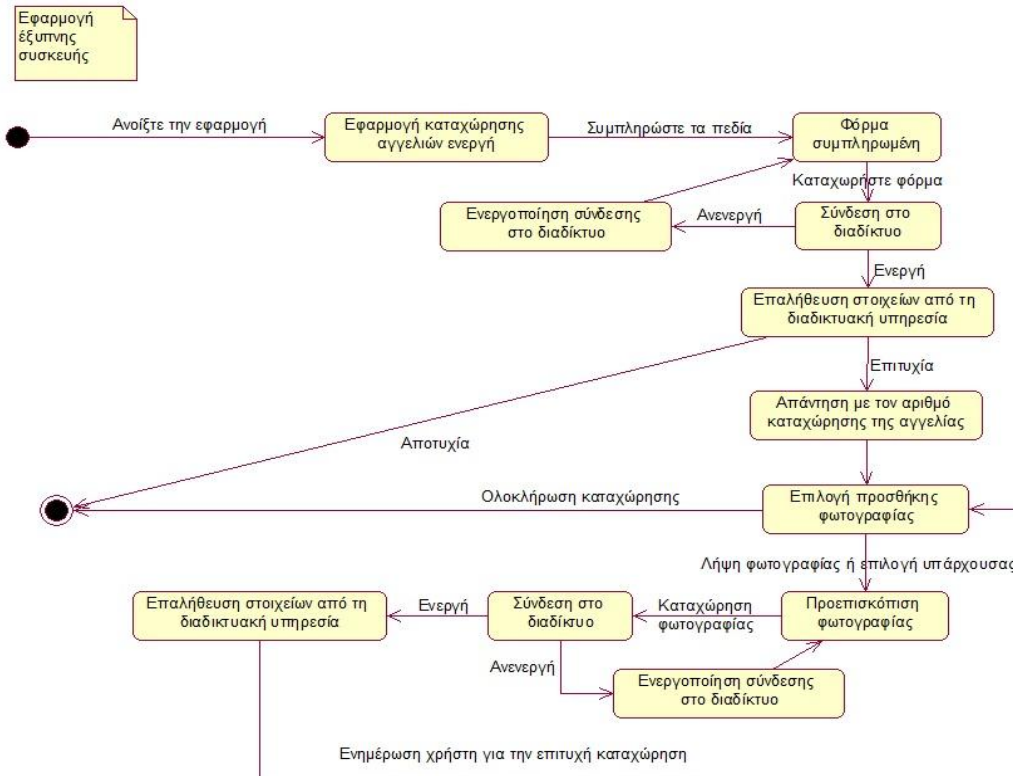 Εφαρμογή
έξυπνης
συσκευής
Ανοίξτε την εφαρμογή
Εφαρμογή καταχώρησης
αγγελιών ενεργή
Συμπληρώστε τα πεδία
Φόρμα
συμπληρωμένη
Καταχωρήστε φόρμα
Ενεργοποίηση σύνδεσης
στο διαδίκτυο
Ανενεργή
Σύνδεση στο
διαδίκτυο
Ενεργή
Επαλήθευση στοιχείων από τη
διαδικτυακή υπηρεσία
Επιτυχία
Απάντηση με τον αριθμό
καταχώρησης της αγγελίας
Αποτυχία
Ολοκλήρωση καταχώρησης
Επιλογή προσθήκης
φωτογραφίας
Λήψη φωτογραφίας ή επιλογή υπάρχουσας
Επαλήθευση στοιχείων από τη
διαδικτυακή υπηρεσία
Ενεργή
Σύνδεση στο
διαδίκτυο
Καταχώρηση
φωτογραφίας
Προεπισκόπιση
φωτογραφίας
Ανενεργή
Ενεργοποίηση σύνδεσης
στο διαδίκτυο
Ενημέρωση χρήστη για την επιτυχή καταχώρηση